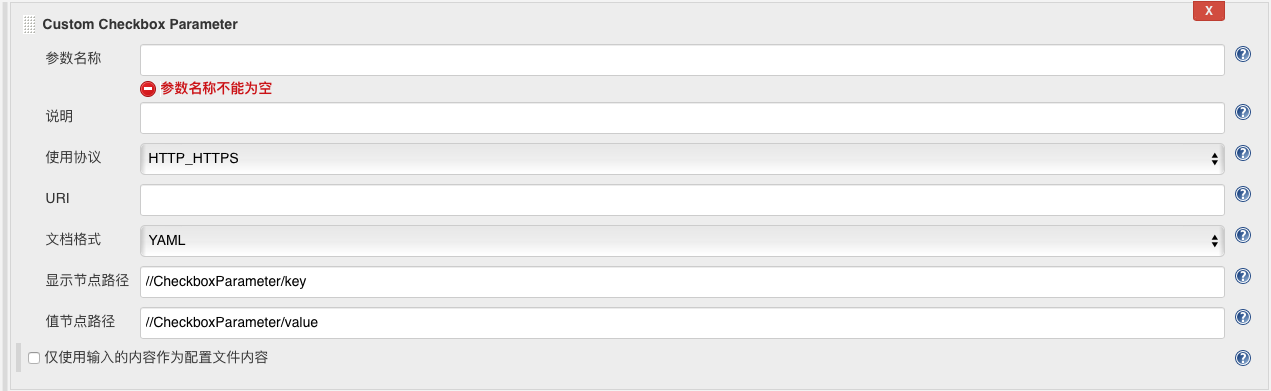 X
Custom Checkbox Parameter
参数名称
参数名称不能为空
说明
使用协议 HTTP_HTTPS
URI
文档格式 YAML
显示节点路径 //CheckboxParameter/key
值节点路径 //CheckboxParameter/value
仅使用输入的内容作为配置文件内容